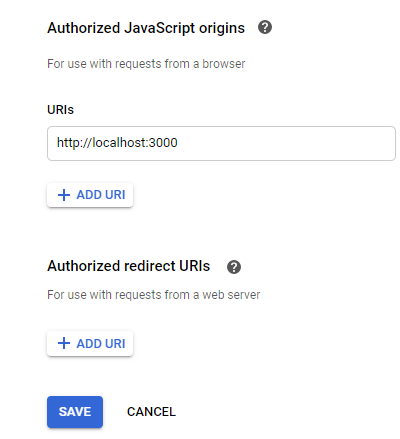 Authorized JavaScript origins
For use with requests from a browser
URIs
http://localhost:3000
+ ADD URI
Authorized redirect URIs
For use with requests from a web server
+ ADD URI
SAVE CANCEL